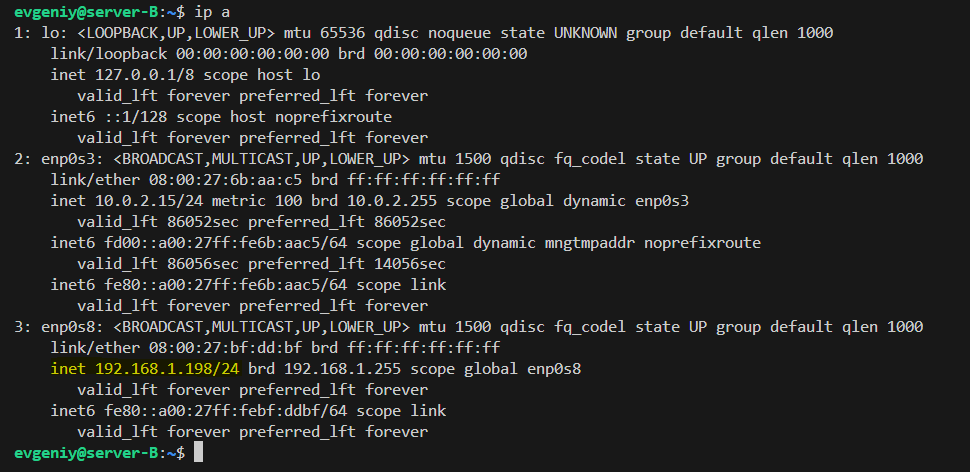 evgeniy@server-B:~$ ip a
1: lo: <LOOPBACK,UP,LOWER_UP> mtu 65536 qdisc noqueue state UNKNOWN group default qlen 1000
    link/loopback 00:00:00:00:00:00 brd 00:00:00:00:00:00
    inet 127.0.0.1/8 scope host lo
       valid_lft forever preferred_lft forever
    inet6 ::1/128 scope host noprefixroute
       valid_lft forever preferred_lft forever
2: enp0s3: <BROADCAST,MULTICAST,UP,LOWER_UP> mtu 1500 qdisc fq_codel state UP group default qlen 1000
    link/ether 08:00:27:6b:aa:c5 brd ff:ff:ff:ff:ff:ff
    inet 10.0.2.15/24 metric 100 brd 10.0.2.255 scope global dynamic enp0s3
       valid_lft 86052sec preferred_lft 86052sec
    inet6 fd00::a00:27ff:fe6b:aac5/64 scope global dynamic mngtmpaddr noprefixroute
       valid_lft 86056sec preferred_lft 14056sec
    inet6 fe80::a00:27ff:fe6b:aac5/64 scope link
       valid_lft forever preferred_lft forever
3: enp0s8: <BROADCAST,MULTICAST,UP,LOWER_UP> mtu 1500 qdisc fq_codel state UP group default qlen 1000
    link/ether 08:00:27:bf:dd:bf brd ff:ff:ff:ff:ff:ff
    inet 192.168.1.198/24 brd 192.168.1.255 scope global enp0s8
       valid_lft forever preferred_lft forever
    inet6 fe80::a00:27ff:febf:ddbf/64 scope link
       valid_lft forever preferred_lft forever
evgeniy@server-B:~$